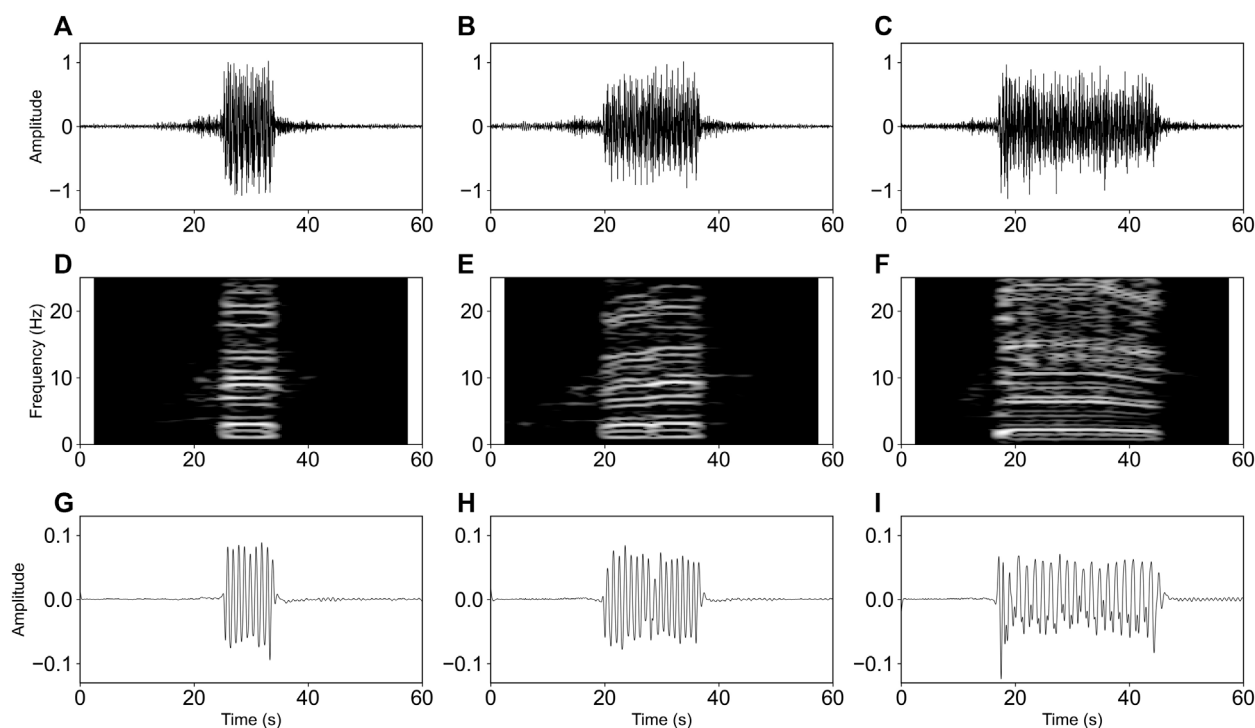 A B C
Amplitude
1 1 1
0 0 0
−1 −1 −1
0 20 40 60 0 20 40 60 0 20 40 60
D E F
Frequency (Hz)
20 20 20
10 10 10
0 0 0
0 20 40 60 0 20 40 60 0 20 40 60
G H I
Amplitude
0.1 0.1 0.1
0.0 0.0 0.0
−0.1 −0.1 −0.1
0 20 40 60 0 20 40 60 0 20 40 60
Time (s) Time (s) Time (s)